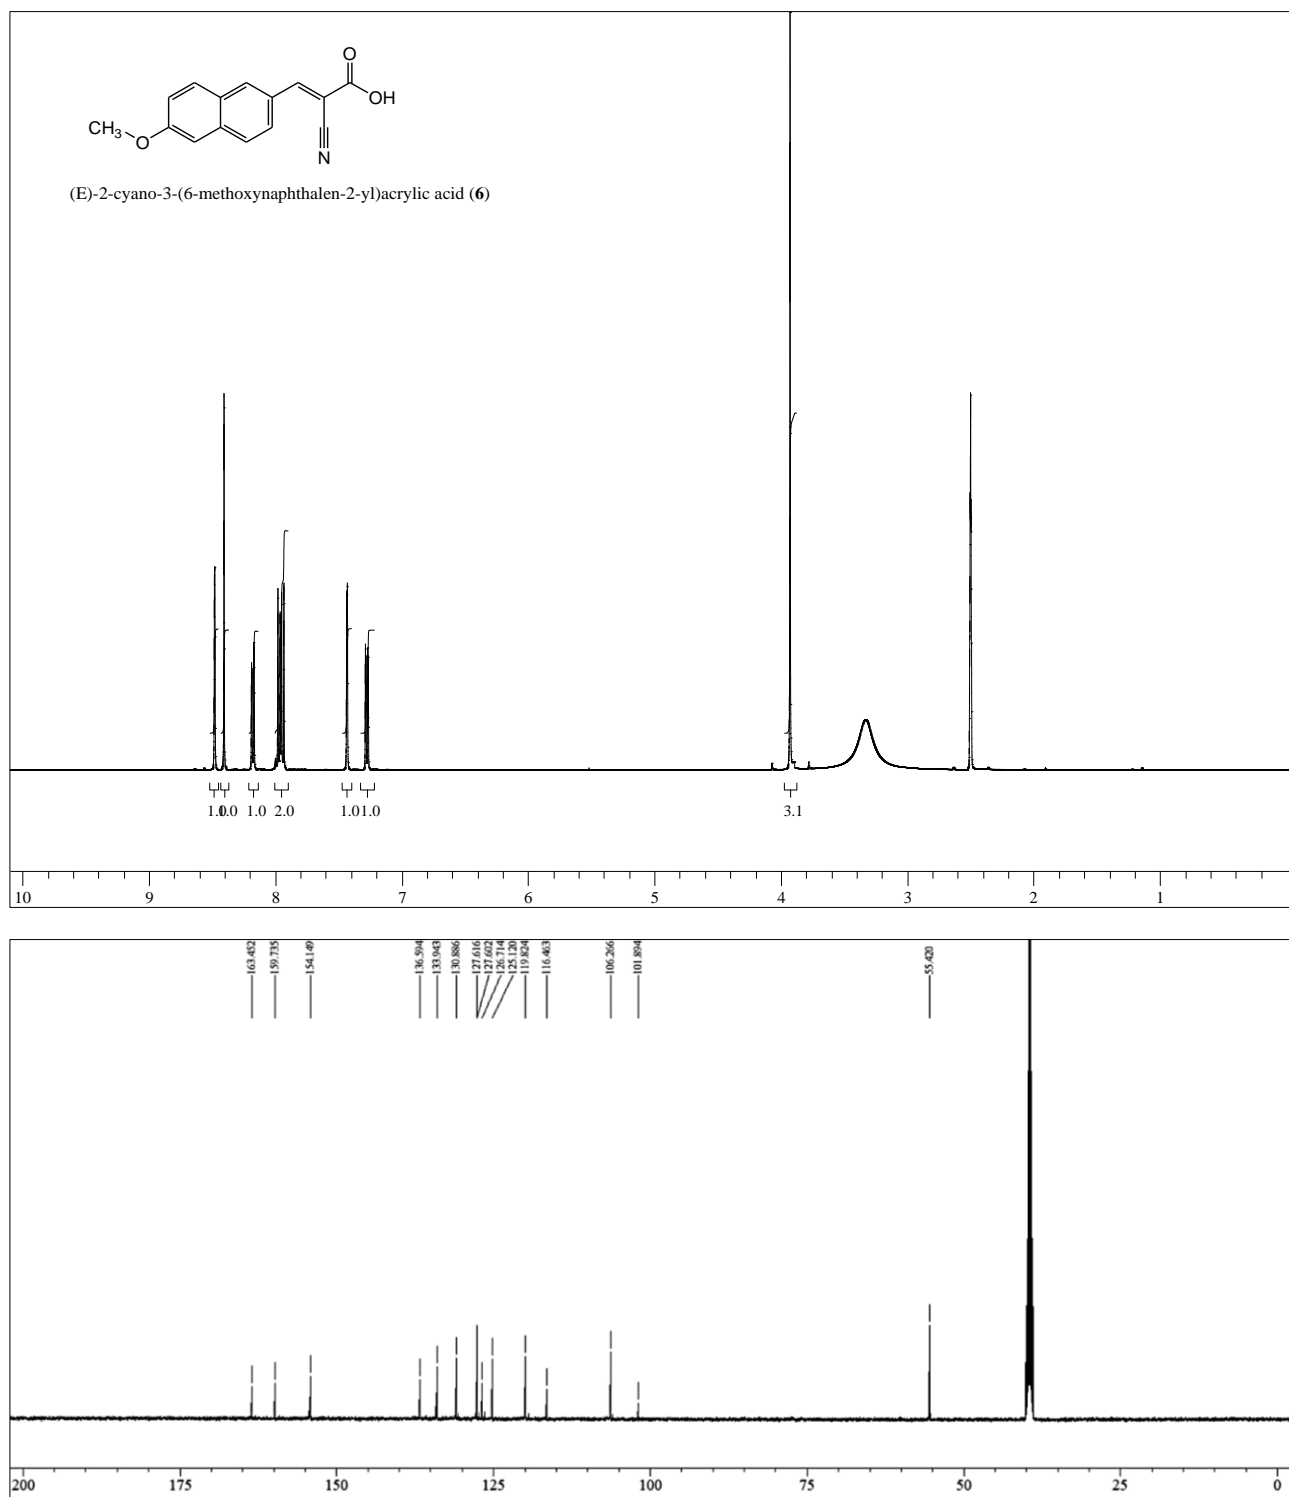 O
OH
CH3
O
N
(E)-2-cyano-3-(6-methoxynaphthalen-2-yl)acrylic acid (6)
1.0 1.0 1.0 2.0 1.0 1.0 3.1
10 9 8 7 6 5 4 3 2 1
163.452
159.735
154.149
136.594
133.943
130.886
127.616
127.602
126.714
125.120
119.824
116.463
106.266
101.894
55.420
200 175 150 125 100 75 50 25 0